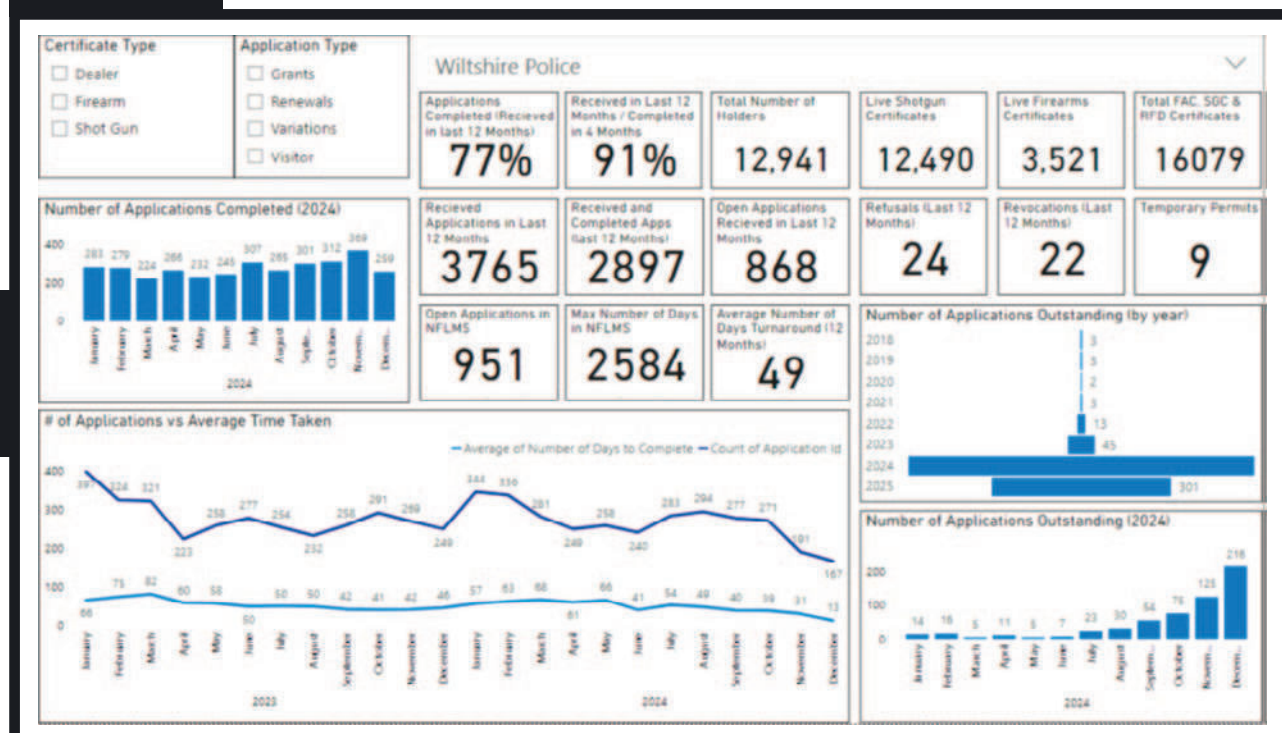 Certificate Type
Dealer
Firearm
Shot Gun
Application Type
Grants
Renewals
Variations
Visitor
Wiltshire Police
Applications
Completed (Recieved
in last 12 Months)
77%
Received in Last 12
Months / Completed
in 4 Months
91%
Total Number of
Holders
12,941
Live Shotgun
Certificates
12,490
Live Firearms
Certificates
3,521
Total FAC, SGC &
RFD Certificates
16079
Number of Applications Completed (2024)
400
200
0
283 279 224 266 232 245 307 265 301 312 369 259
January February March April May June July August Septe... October Novem... Decem...
2024
Recieved
Applications in Last
12 Months
3765
Received and
Completed Apps
(last 12 Months)
2897
Open Applications
Recieved in Last 12
Months
868
Refusals (Last 12
Months)
24
Revocations (Last
12 Months)
22
Temporary Permits
9
Open Applications in
NFLMS
951
Max Number of Days
in NFLMS
2584
Average Number of
Days Turnaround (12
Months)
49
Number of Applications Outstanding (by year)
2018 3
2019 3
2020 2
2021 3
2022 13
2023 45
2024
2025 301
# of Applications vs Average Time Taken
Average of Number of Days to Complete Count of Application Id
400
300
200
100
0
397 324 321 223 258 277 254 232 258 291 269 249 344 339 281 249 258 240 283 294 277 271 191 167
66 75 82 60 58 50 50 50 42 41 42 46 57 63 68 61 66 41 54 49 40 39 31 13
January February March April May June July August September October November December January February March April May June July August September October November December
2023 2024
Number of Applications Outstanding (2024)
200
100
0
14 16 5 11 5 7 23 30 54 76 125 216
January February March April May June July August Septem... October Novem... Decem...
2024